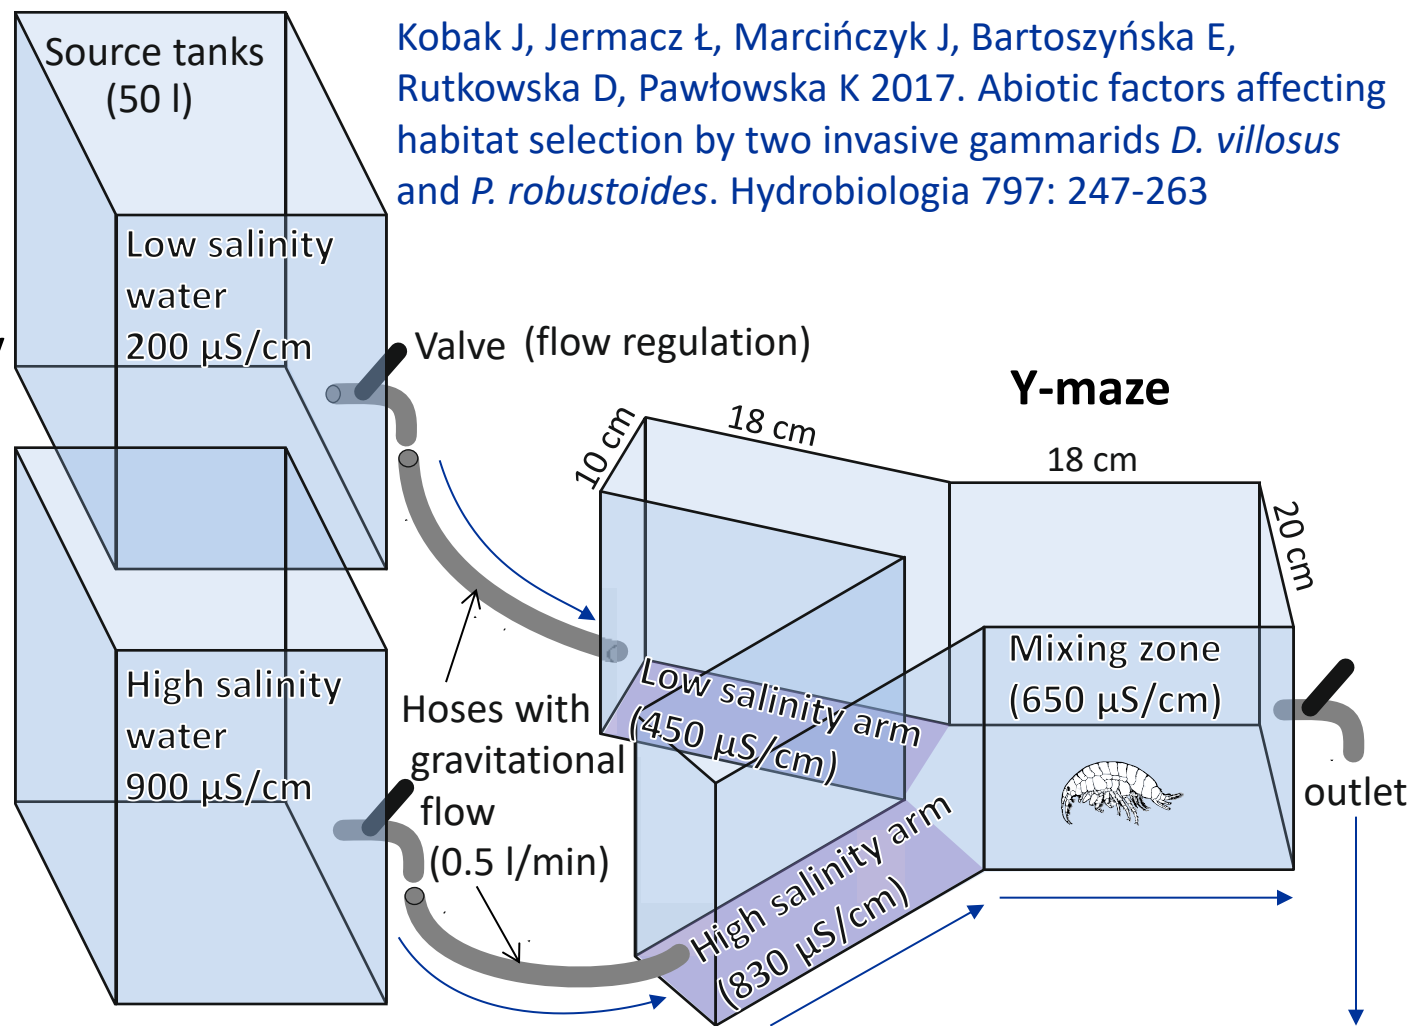 Source tanks
(50 l)
Kobak J, Jermacz Ł, Marcińczyk J, Bartoszyńska E,
Rutkowska D, Pawłowska K 2017. Abiotic factors affecting
habitat selection by two invasive gammarids D. villosus
and P. robustoides. Hydrobiologia 797: 247-263
Low salinity
water
200 µS/cm
Valve (flow regulation)
Y-maze
10 cm
18 cm
18 cm
20 cm
High salinity
water
900 µS/cm
Hoses with
gravitational
flow
(0.5 l/min)
Low salinity arm
(450 µS/cm)
Mixing zone
(650 µS/cm)
High salinity arm
(830 µS/cm)
outlet